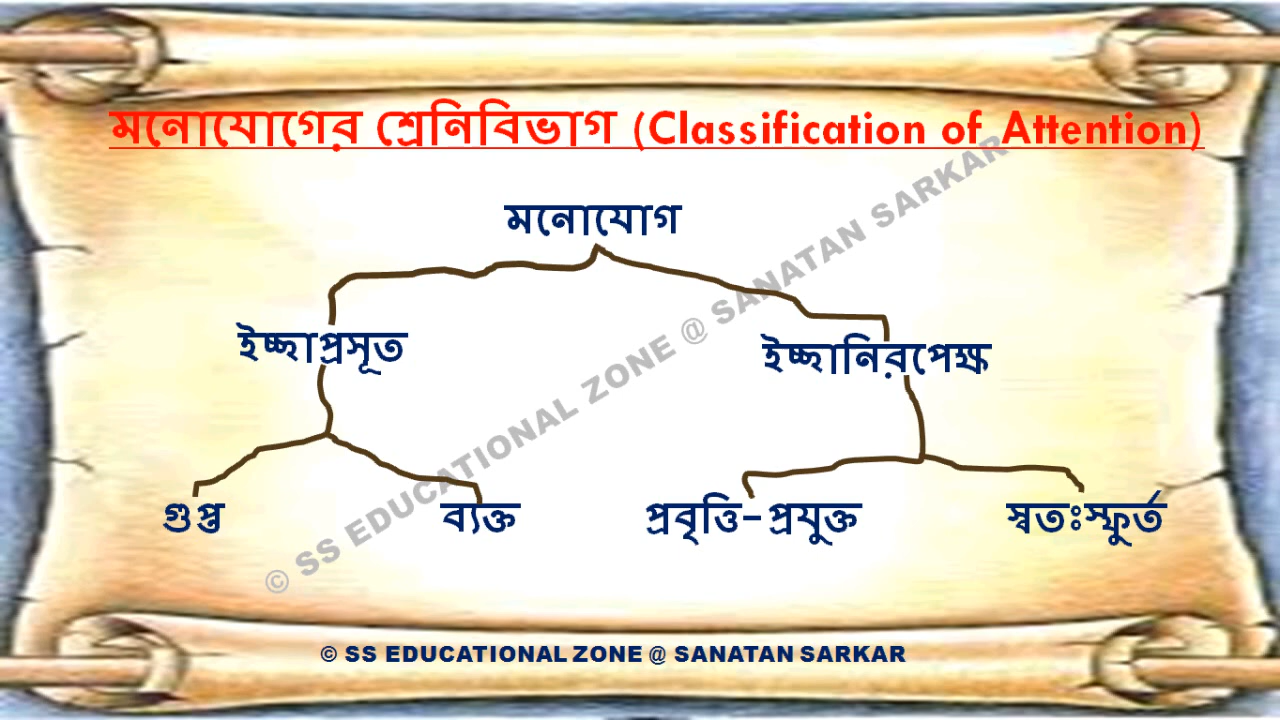 মনোযোগের শ্রেনিবিভাগ (Classification of Attention)
মনোযোগ
ইচ্ছাপ্রসূত
ইচ্ছানিরপেক্ষ
গুপ্ত
ব্যক্ত
প্রবৃত্তি-প্রযুক্ত
স্বতঃস্ফুর্ত
© SS EDUCATIONAL ZONE @ SANATAN SARKAR
© SS EDUCATIONAL ZONE @ SANATAN SARKAR